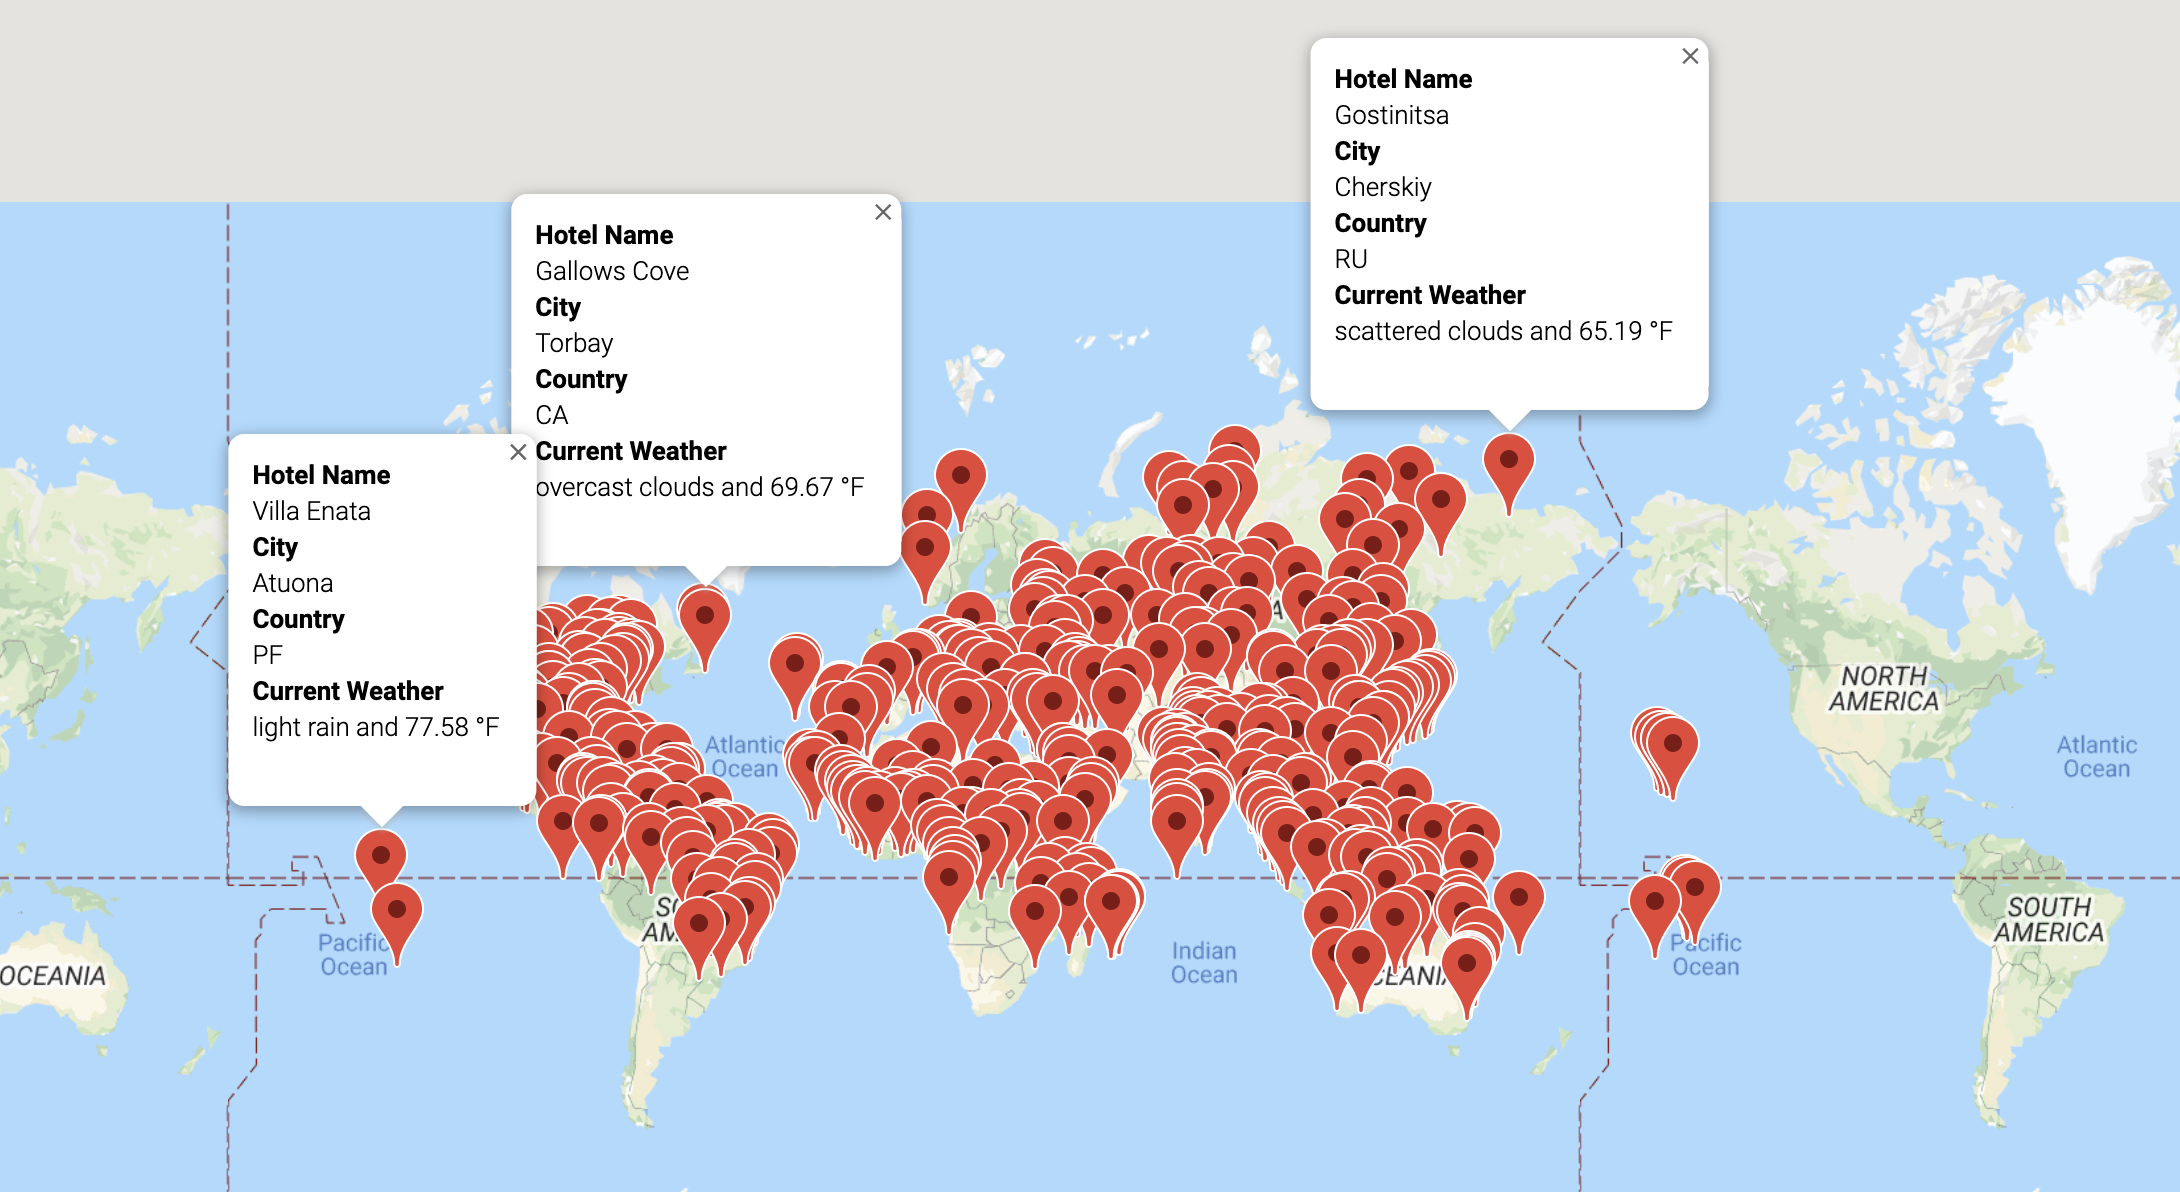 Hotel Name
Gostinitsa
City
Cherskiy
Country
RU
Current Weather
scattered clouds and 65.19 °F
Hotel Name
Gallows Cove
City
Torbay
Country
CA
Current Weather
overcast clouds and 69.67 °F
Hotel Name
Villa Enata
City
Atuona
Country
PF
Current Weather
light rain and 77.58 °F
NORTH
AMERICA
Atlantic
Ocean
Atlantic
Ocean
SOUTH
AMERICA
Pacific
Ocean
Indian
Ocean
Pacific
Ocean
OCEANIA